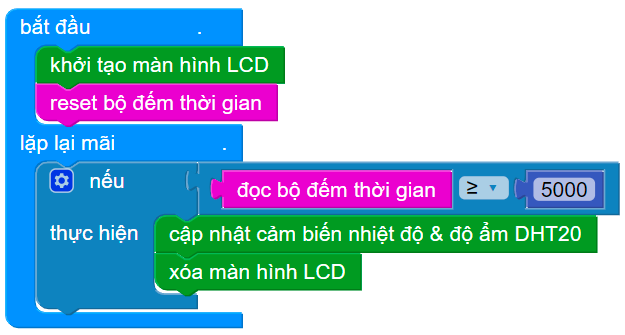 bắt đầu .
khởi tạo màn hình LCD
reset bộ đếm thời gian
lặp lại mãi .
nếu đọc bộ đếm thời gian ≥ 5000
thực hiện cập nhật cảm biến nhiệt độ & độ ẩm DHT20
xóa màn hình LCD